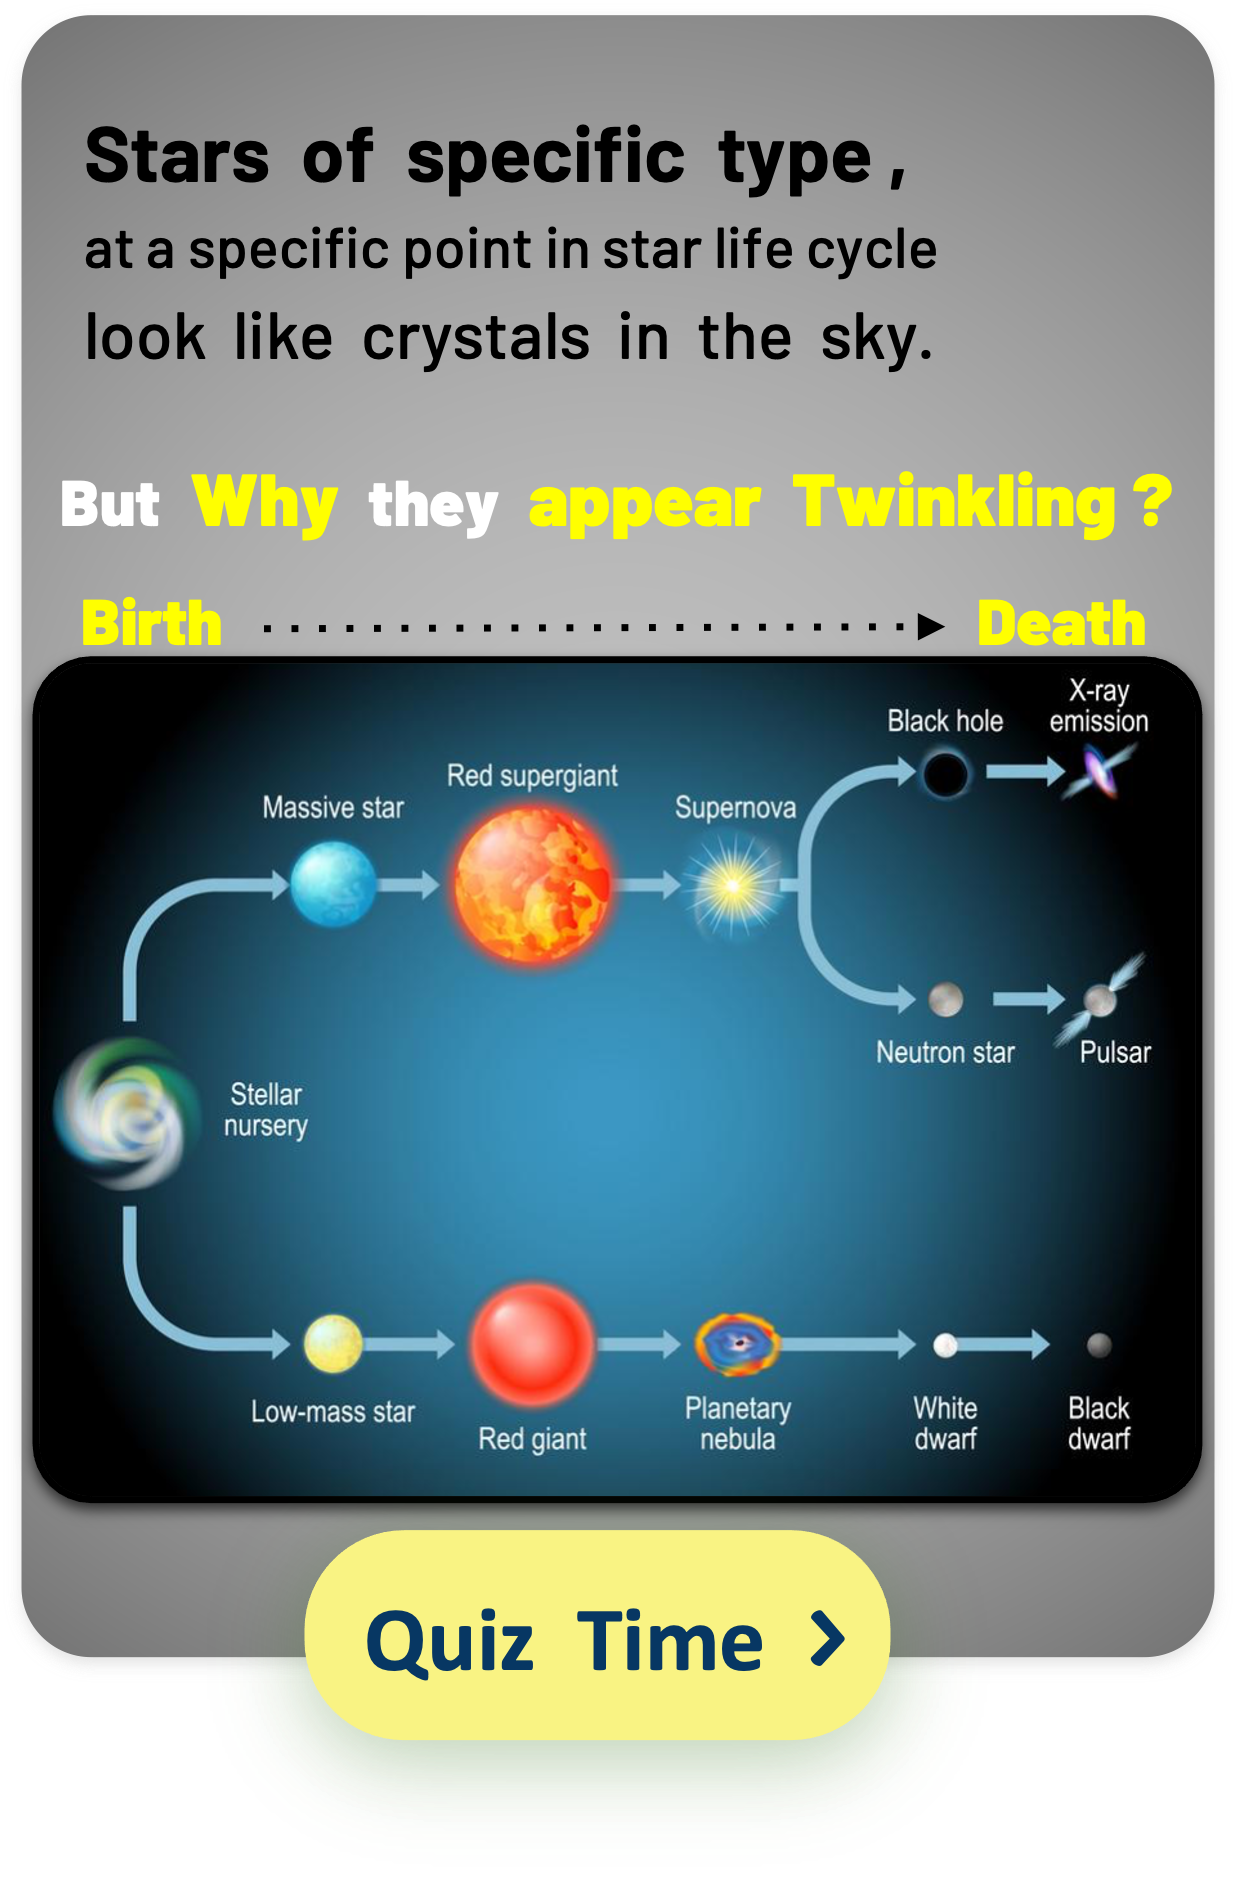 Stars of specific type ,
at a specific point in star life cycle
look like crystals in the sky.
But Why they appear Twinkling ?
Birth
Death
X-ray
emission
Black hole
Red supergiant
Massive star
Supernova
Neutron star
Pulsar
Stellar
nursery
Low-mass star
Red giant
Planetary
nebula
White
dwarf
Black
dwarf
Quiz Time